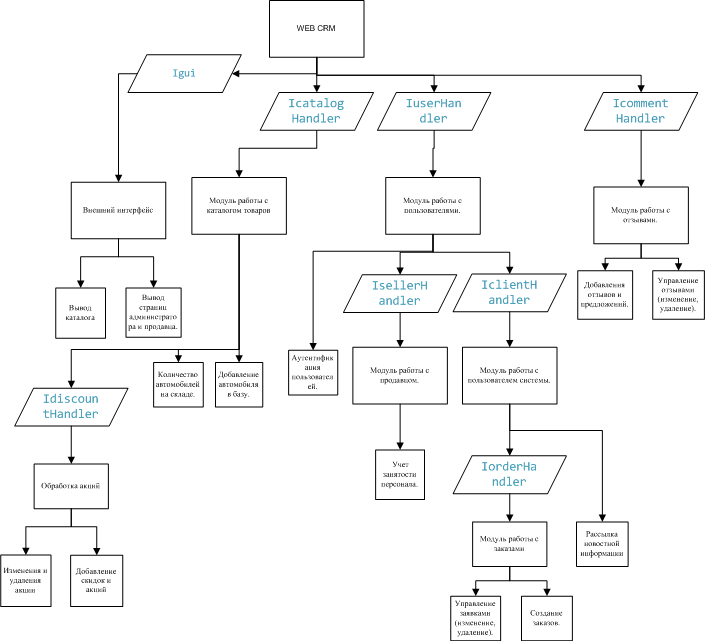 WEB CRM
Igui
Icatalog
Handler
IuserHan
dler
Icomment
Handler
Внешний интерфейс
Модуль работы с
каталогом товаров
Модуль работы с
пользователями.
Модуль работы с
отзывами.
Вывод
каталога
Вывод
страниц
администрато
ра и продавца.
IsellerH
andler
IclientH
andler
Добавления
отзывов и
предложений.
Управление
отзывами
(изменение,
удаление).
Idiscoun
tHandler
Количество
автомобилей
на складе.
Добавление
автомобиля
в базу.
Аутентифик
ация
пользовател
ей.
Модуль работы с
продавном.
Модуль работы с
пользователем системы.
Обработка акций
Учет
занятости
персонала.
IorderHa
ndler
Изменения и
удаления
акции
Добавление
скидок и
акций
Модуль работы с
заказами
Рассылка
новостной
информации
Управление
заявками
(изменение,
удаление).
Создание
заказов.